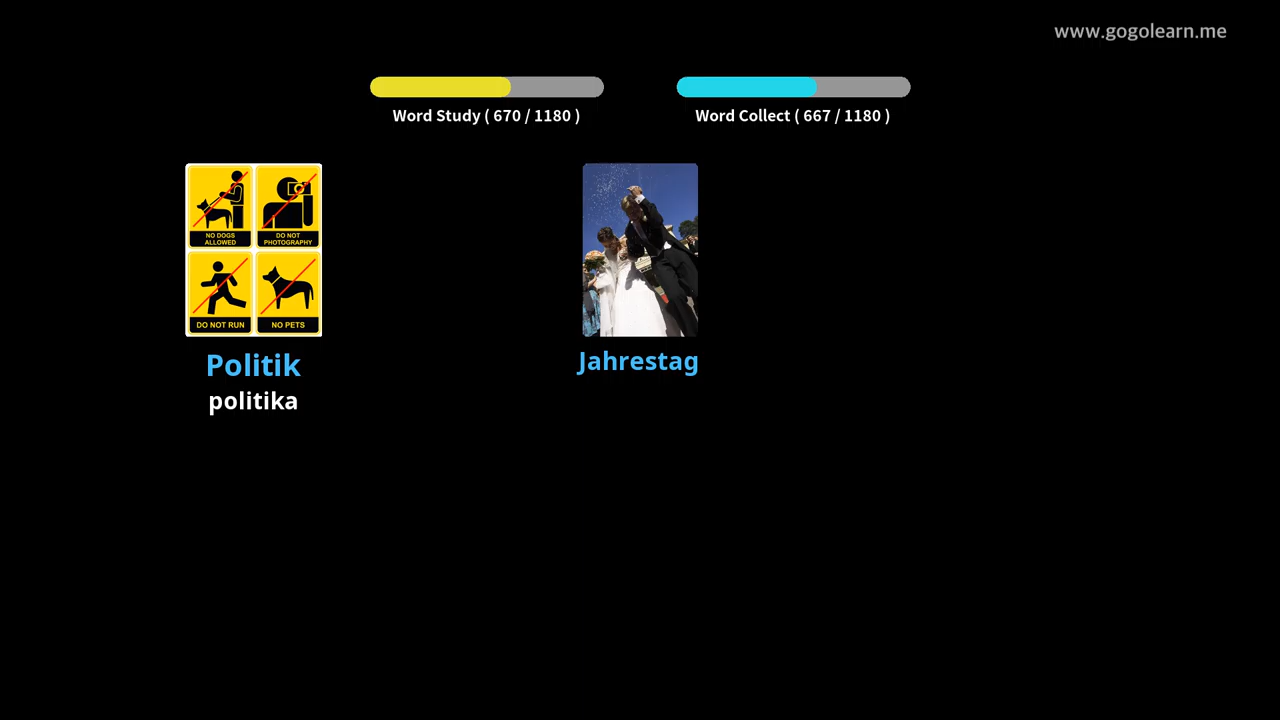 www.gogolearn.me
Word Study ( 670 / 1180 )
Word Collect ( 667 / 1180 )
NO DOGS
ALLOWED
DO NOT
PHOTOGRAPHY
DO NOT RUN
NO PETS
Politik
politika
Jahrestag